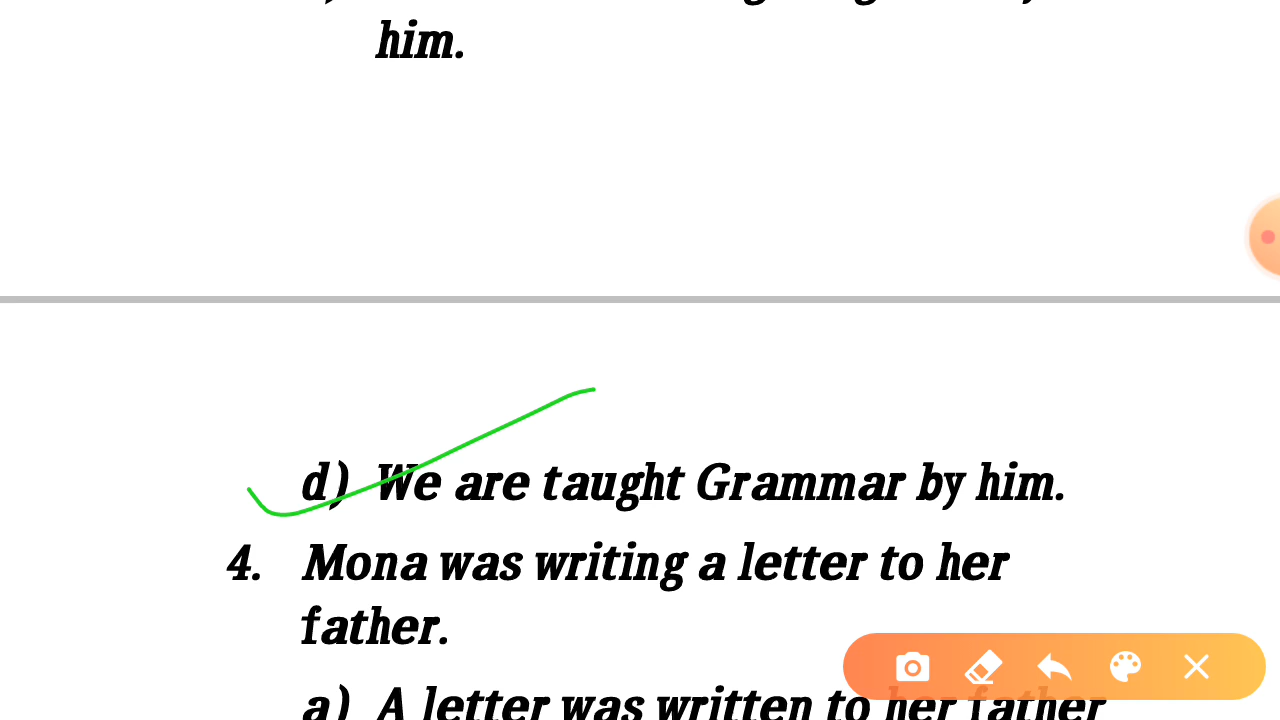 him.
d) We are taught Grammar by him.
4. Mona was writing a letter to her
father.
a) A letter was written to her father